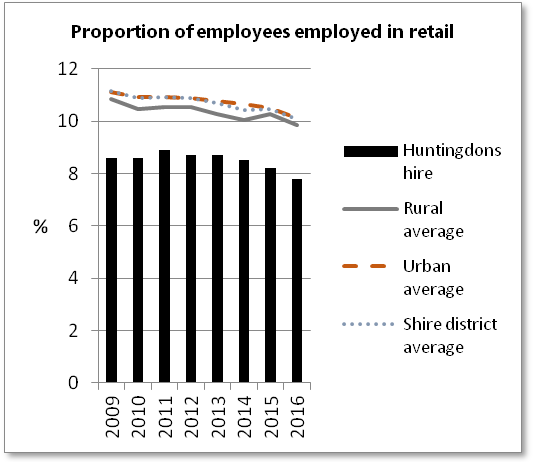 Proportion of employees employed in retail
12
10
8
6
4
2
0
%
2009
2010
2011
2012
2013
2014
2015
2016
Huntingdons
hire
Rural
average
Urban
average
Shire district
average